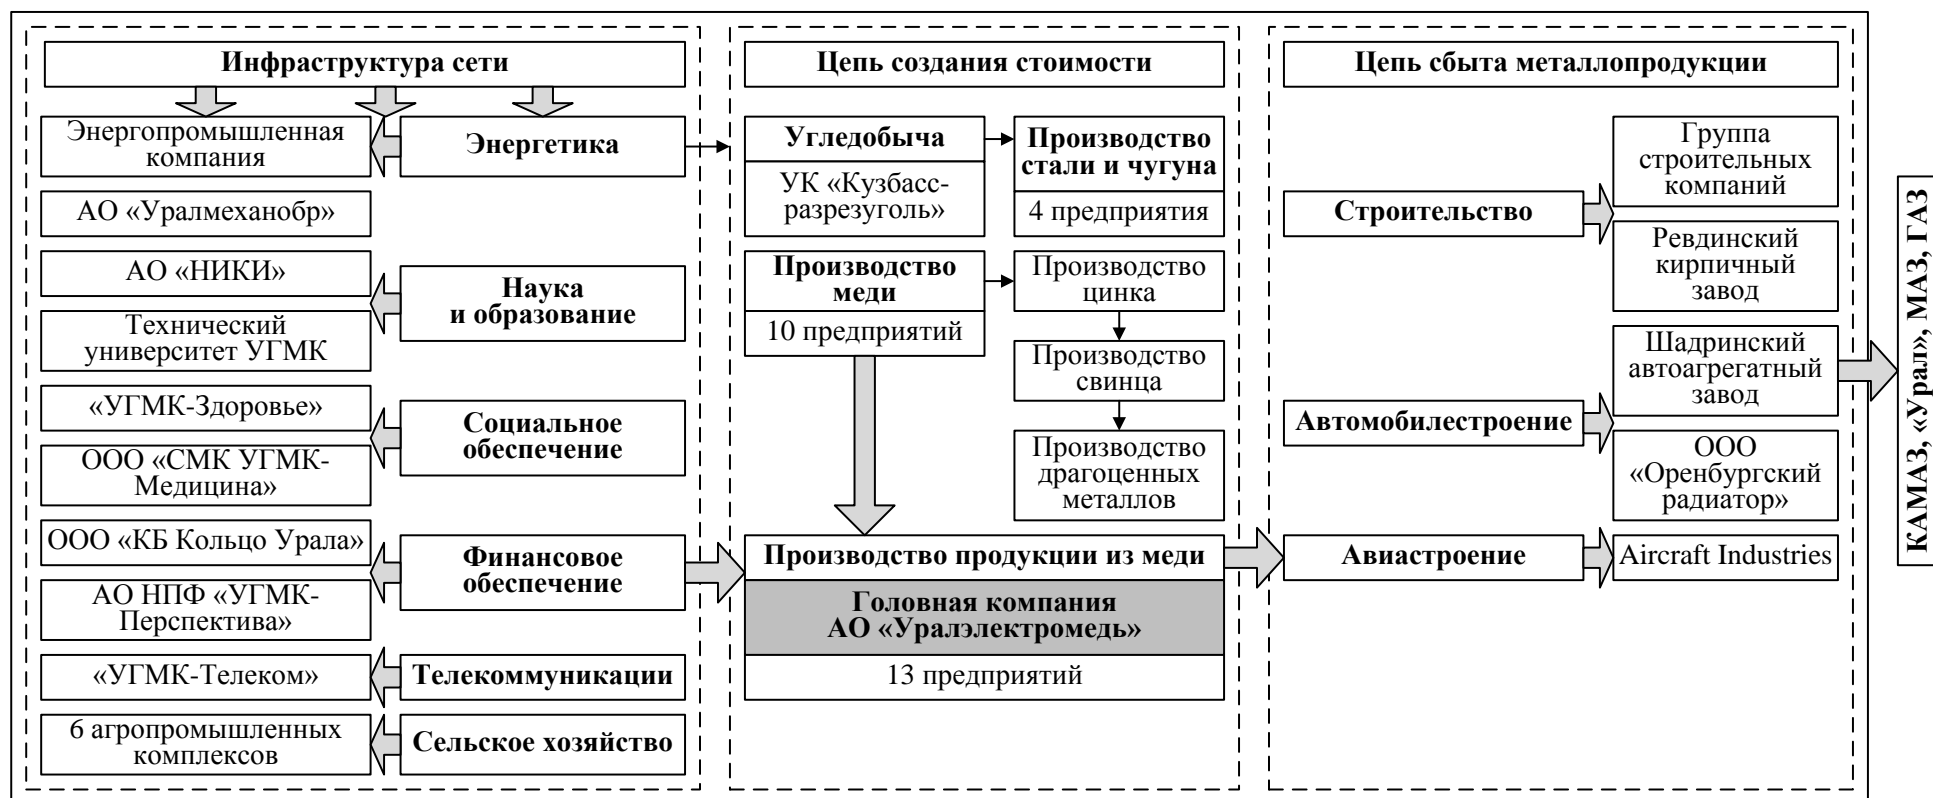 Инфраструктура сети
Энергопромышленная
компания
Энергетика
АО «Уралмеханобр»
АО «НИКИ»
Технический
университет УГМК
Наука
и образование
«УГМК-Здоровье»
ООО «СМК УГМК-
Медицина»
Социальное
обеспечение
ООО «КБ Кольцо Урала»
АО НПФ «УГМК-
Перспектива»
Финансовое
обеспечение
«УГМК-Телеком»
Телекоммуникации
6 агропромышленных
комплексов
Сельское хозяйство
Цепь создания стоимости
Угледобыча
УК «Кузбасс-
разрезуголь»
Производство
стали и чугуна
4 предприятия
Производство
меди
10 предприятий
Производство
цинка
Производство
свинца
Производство
драгоценных
металлов
Производство продукции из меди
Головная компания
АО «Уралэлектромедь»
13 предприятий
Цепь сбыта металлопродукции
Строительство
Группа
строительных
компаний
Ревдинский
кирпичный
завод
Автомобилестроение
Шадринский
автоагрегатный
завод
ООО
«Оренбургский
радиатор»
Авиастроение
Aircraft Industries
КАМАЗ, «Урал», МАЗ, ГАЗ